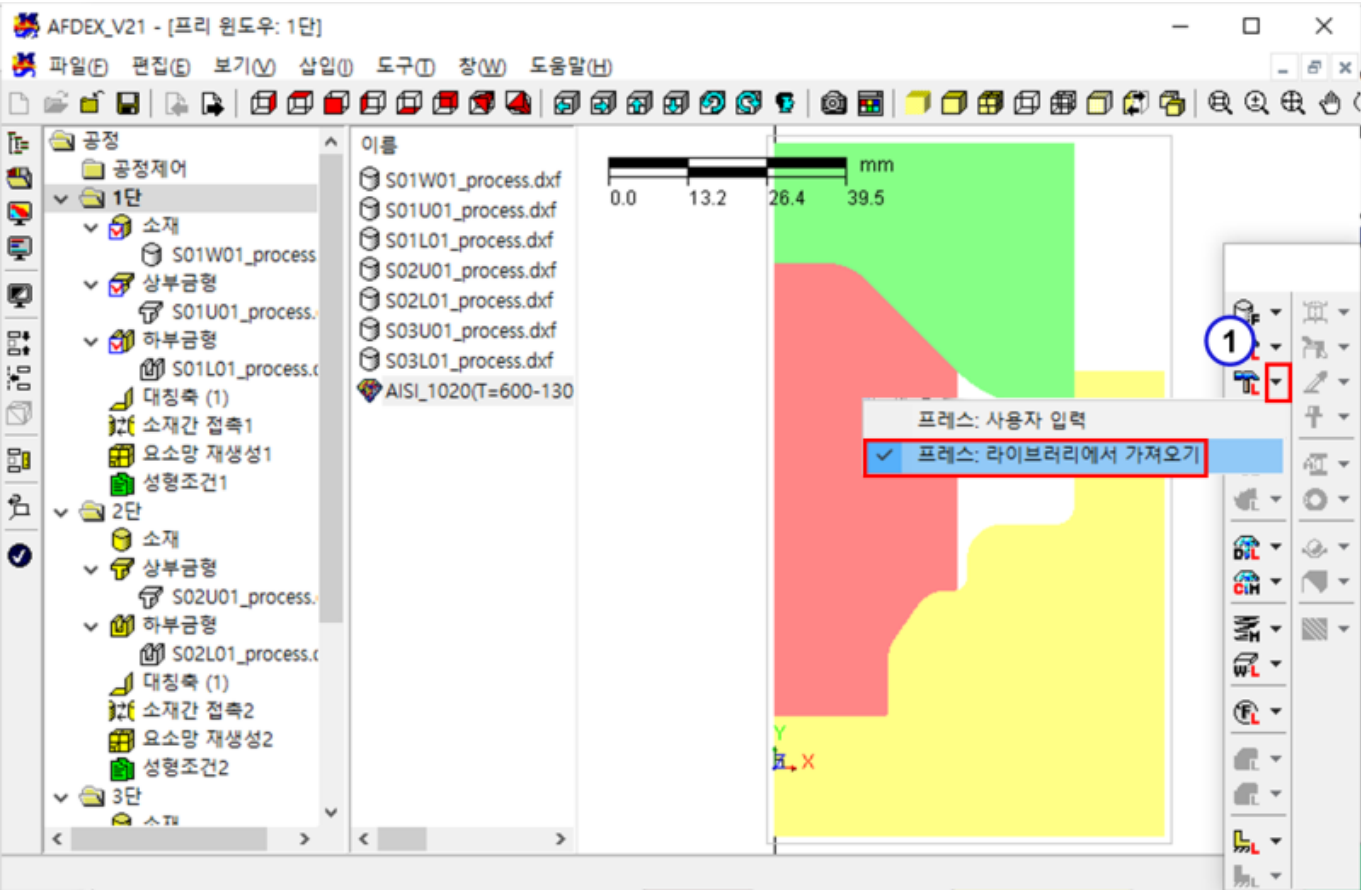 AFDEX_V21 - [프리 윈도우: 1단]
파일(F) 편집(E) 보기(V) 삽입(I) 도구(T) 창(W) 도움말(H)
공정
공정제어
1단
소재
S01W01_process
상부금형
S01U01_process.
하부금형
S01L01_process.
대칭축 (1)
소재간 접촉1
요소망 재생성1
성형조건1
2단
소재
상부금형
S02U01_process.
하부금형
S02L01_process.
대칭축 (1)
소재간 접촉2
요소망 재생성2
성형조건2
3단
소재
이름
S01W01_process.dxf
S01U01_process.dxf
S01L01_process.dxf
S02U01_process.dxf
S02L01_process.dxf
S03U01_process.dxf
S03L01_process.dxf
AISI_1020(T=600-130
mm
0.0 13.2 26.4 39.5
1
프레스: 사용자 입력
프레스: 라이브러리에서 가져오기
Y
Z X